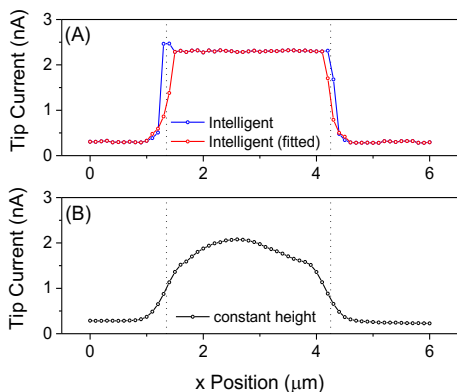 3
(A)
2
1
0
Tip Current (nA)
Intelligent
Intelligent (fitted)
0 2 4 6
3
(B)
2
1
0
Tip Current (nA)
constant height
0 2 4 6
x Position (μm)